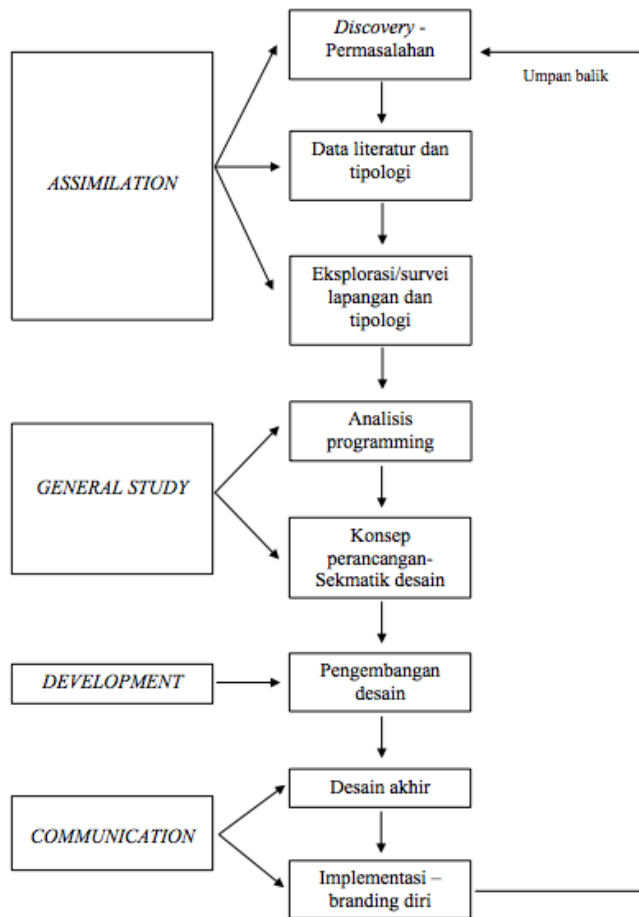 Discovery -
Permasalahan
Umpan balik
Data literatur dan
tipologi
ASSIMILATION
Eksplorasi/survei
lapangan dan
tipologi
Analisis
programming
GENERAL STUDY
Konsep
perancangan-
Sekmatik desain
DEVELOPMENT
Pengembangan
desain
Desain akhir
COMMUNICATION
Implementasi –
branding diri